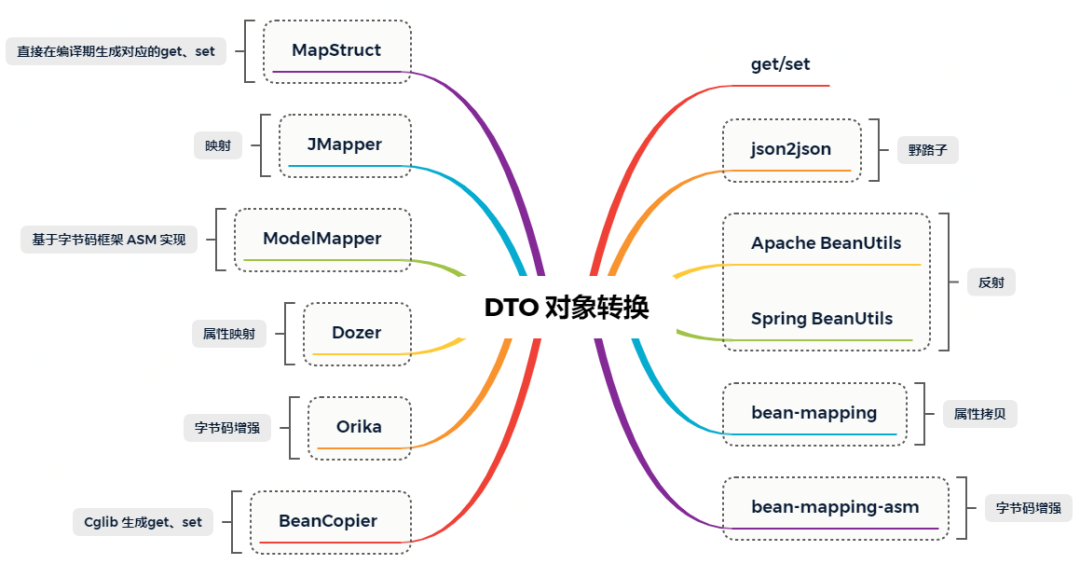 DTO 对象转换
get/set
json2json
野路子
Apache BeanUtils
Spring BeanUtils
反射
bean-mapping
属性拷贝
bean-mapping-asm
字节码增强
MapStruct
直接在编译期生成对应的get、set
JMapper
映射
ModelMapper
基于字节码框架 ASM 实现
Dozer
属性映射
Orika
字节码增强
BeanCopier
Cglib 生成get、set